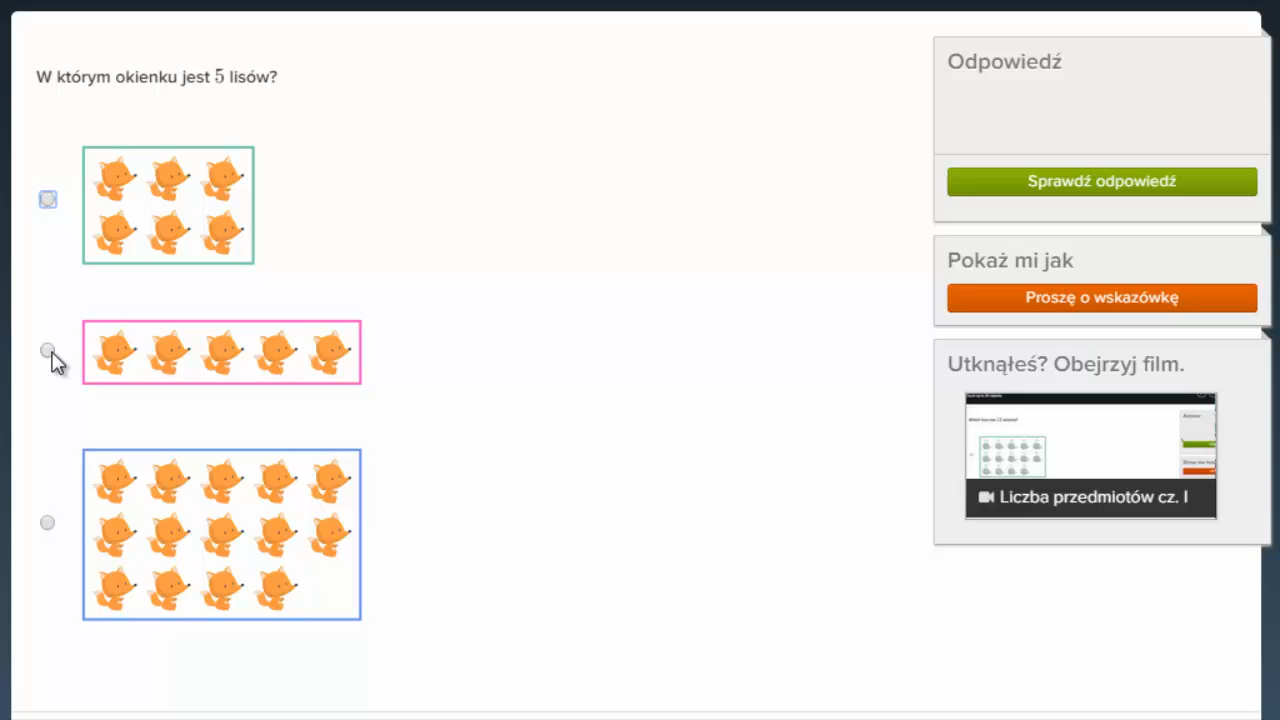 W którym okienku jest 5 lisów?
Odpowiedź
Sprawdź odpowiedź
Pokaż mi jak
Proszę o wskazówkę
Utknąłeś? Obejrzyj film.
Liczba przedmiotów cz. I